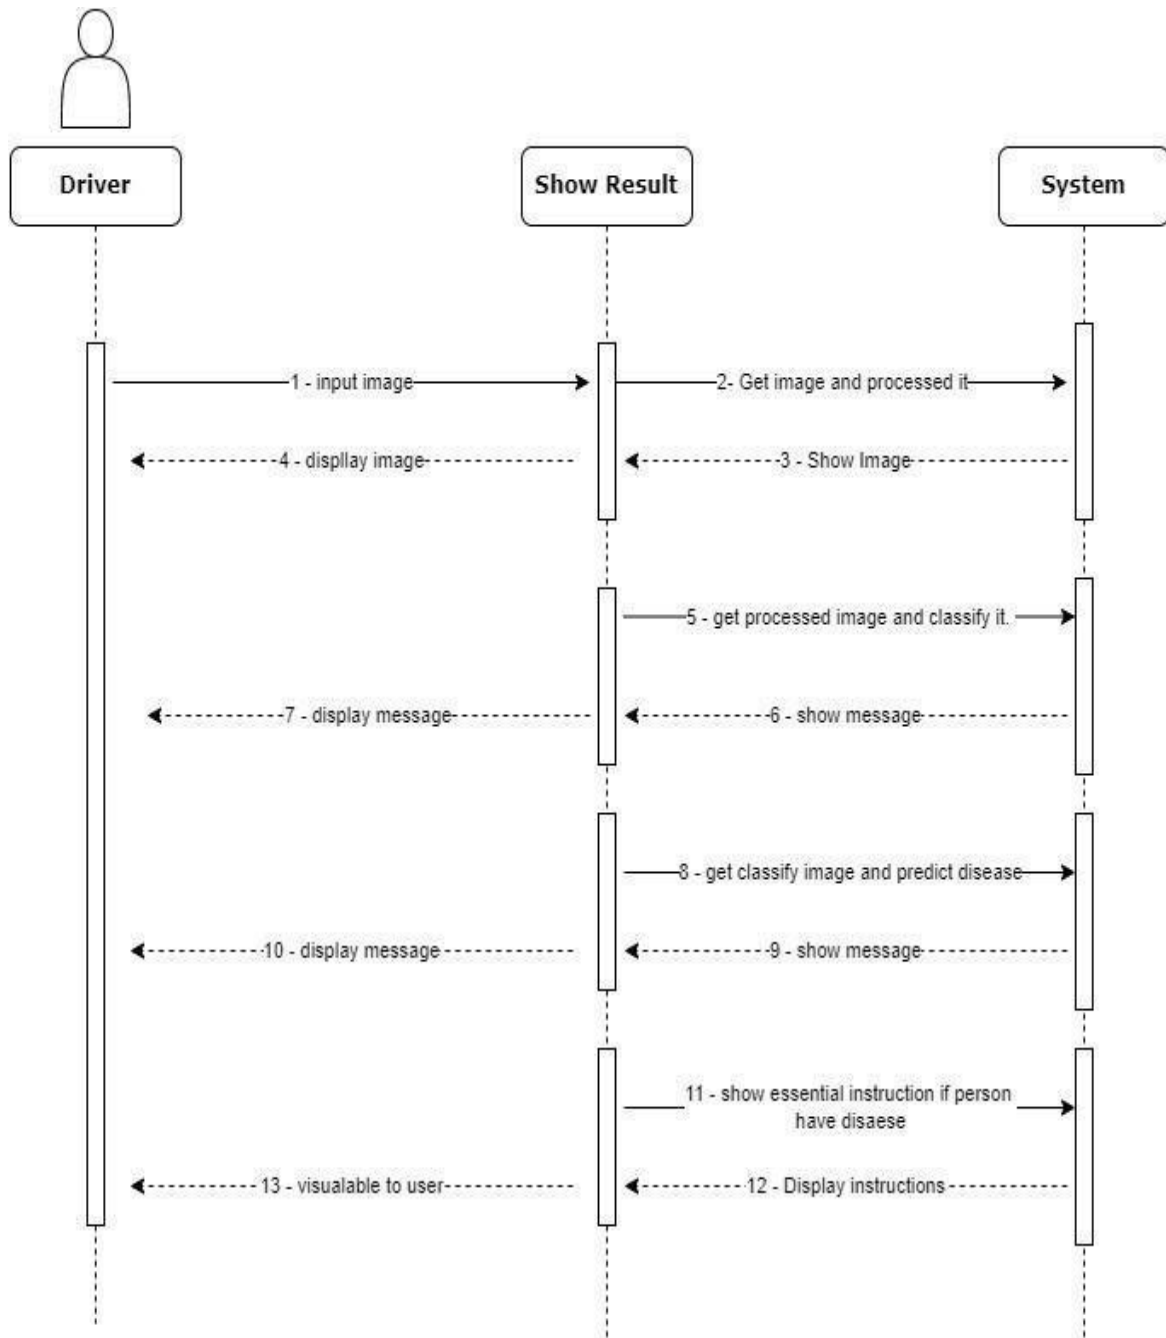 Driver
Show Result
System
1 - input image
2- Get image and processed it
4 - displlay image
3 - Show Image
5 - get processed image and classify it.
7 - display message
6 - show message
8 - get classify image and predict disease
10 - display message
9 - show message
11 - show essential instruction if person
have disaese
13 - visualable to user
12 - Display instructions